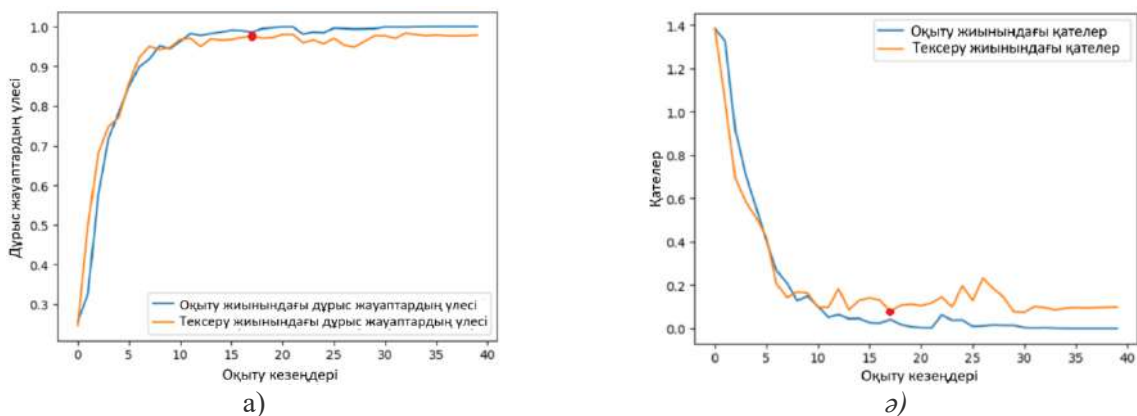 Дұрыс жауаптардың үлесі
1.0
0.9
0.8
0.7
0.6
0.5
0.4
0.3
Оқыту жиынындағы дұрыс жауаптардың үлесі
Тексеру жиынындағы дұрыс жауаптардың үлесі
0 5 10 15 20 25 30 35 40
Оқыту кезеңдері
а)
Қателер
1.4
1.2
1.0
0.8
0.6
0.4
0.2
0.0
Оқыту жиынындағы қателер
Тексеру жиынындағы қателер
0 5 10 15 20 25 30 35 40
Оқыту кезеңдері
ә)